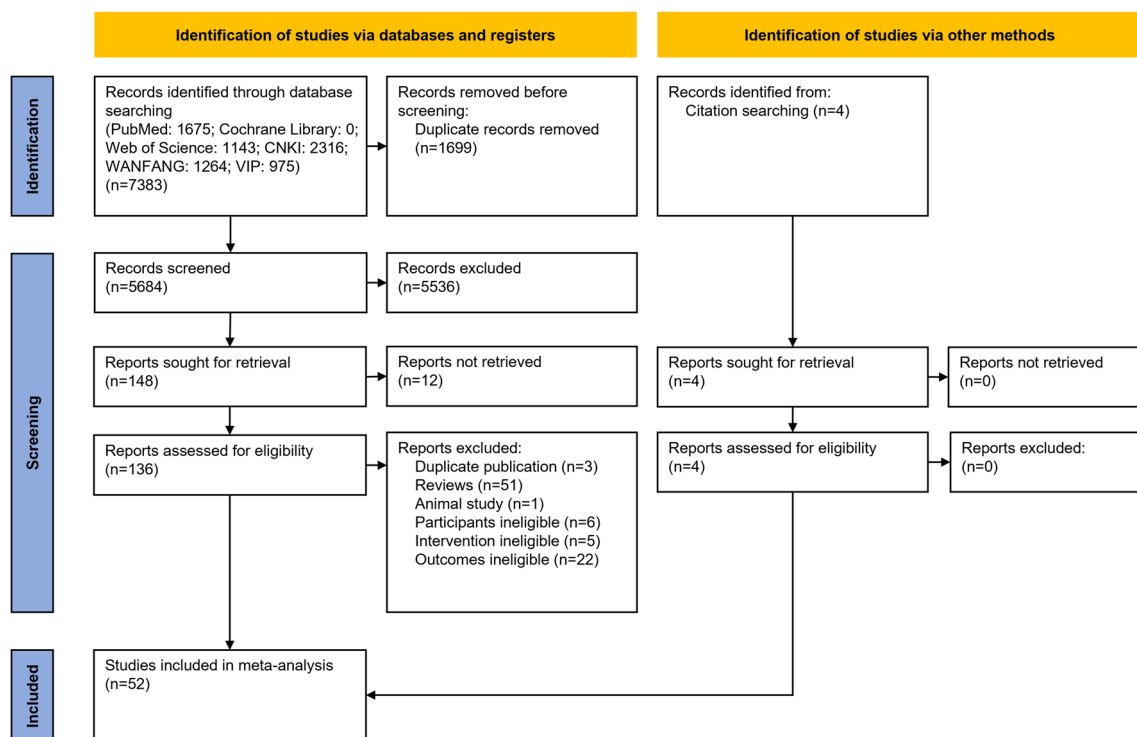 Identification of studies via databases and registers
Identification of studies via other methods
Identification
Records identified through database
searching
(PubMed: 1675; Cochrane Library: 0;
Web of Science: 1143; CNKI: 2316;
WANFANG: 1264; VIP: 975)
(n=7383)
Records removed before
screening:
Duplicate records removed
(n=1699)
Records identified from:
Citation searching (n=4)
Screening
Records screened
(n=5684)
Records excluded
(n=5536)
Reports sought for retrieval
(n=148)
Reports not retrieved
(n=12)
Reports sought for retrieval
(n=4)
Reports not retrieved
(n=0)
Reports assessed for eligibility
(n=136)
Reports excluded:
Duplicate publication (n=3)
Reviews (n=51)
Animal study (n=1)
Participants ineligible (n=6)
Intervention ineligible (n=5)
Outcomes ineligible (n=22)
Reports assessed for eligibility
(n=4)
Reports excluded:
(n=0)
Included
Studies included in meta-analysis
(n=52)